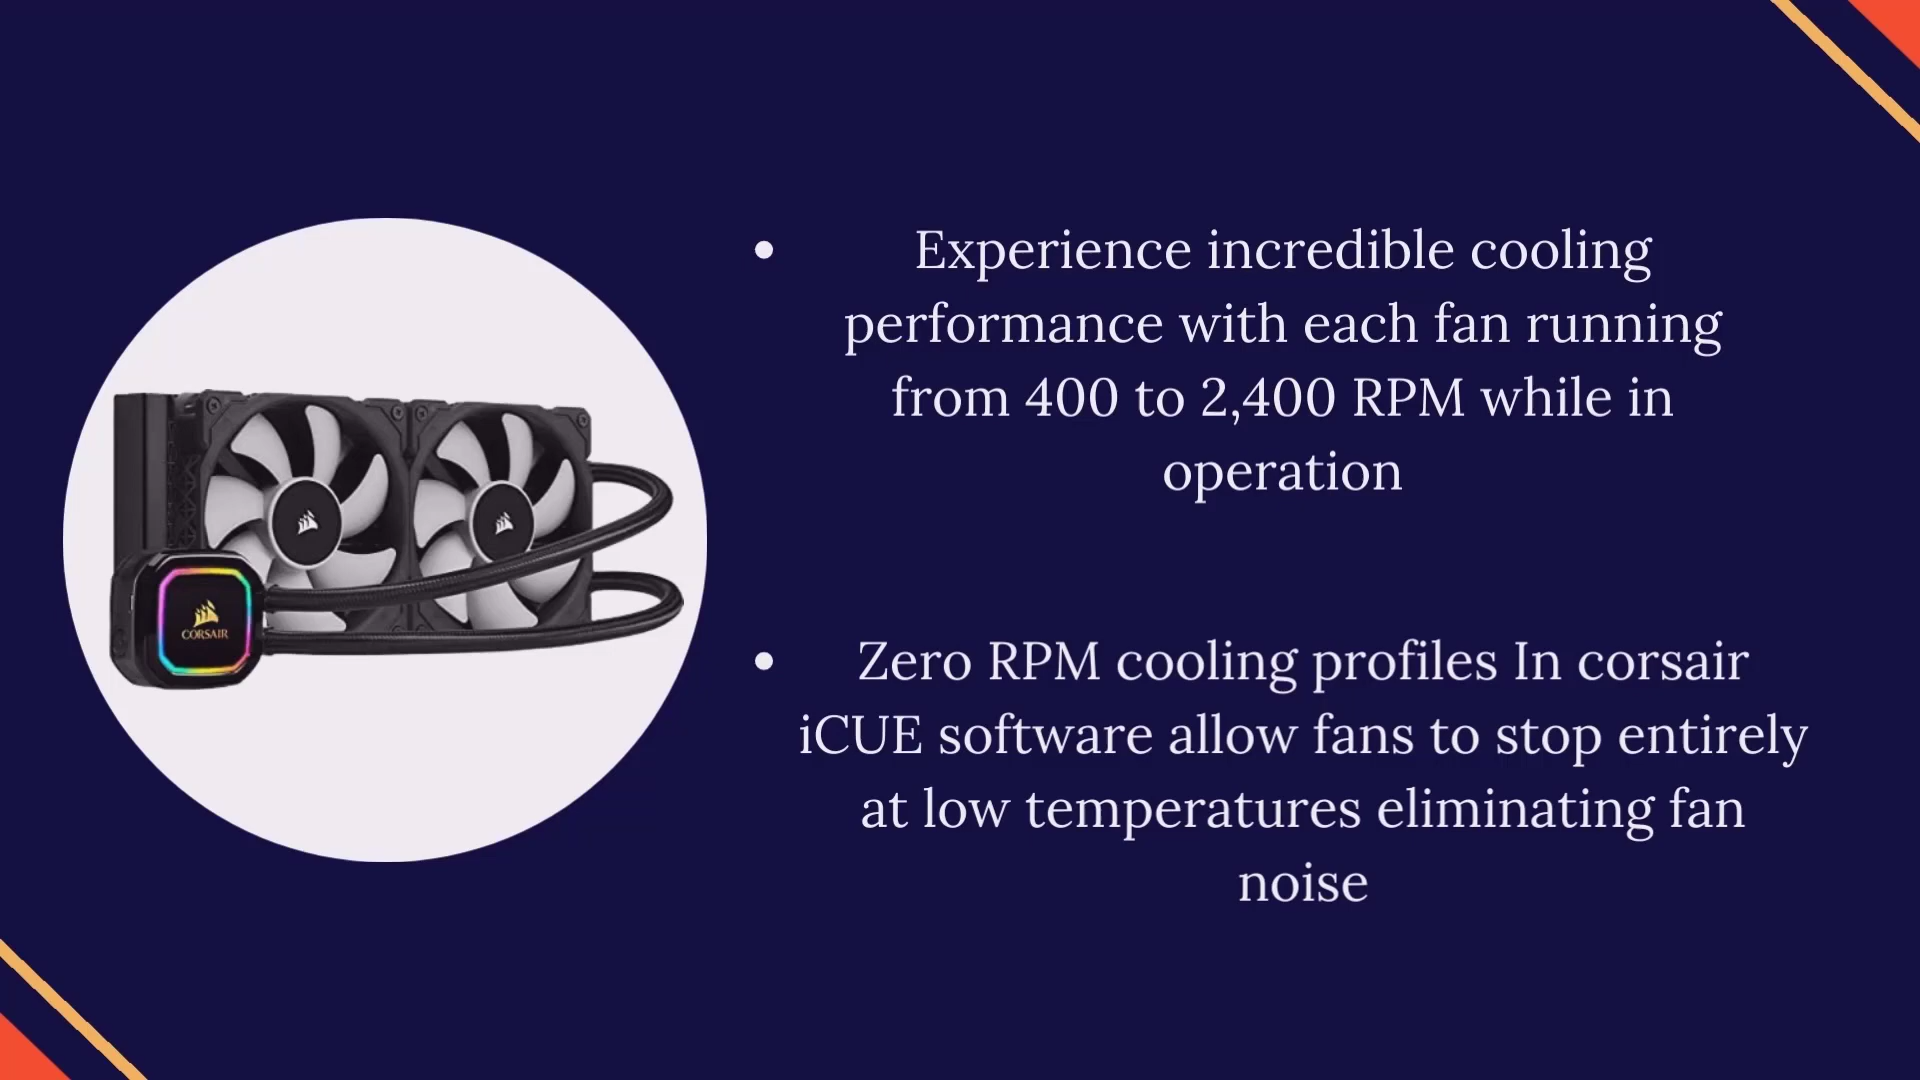 Experience incredible cooling
performance with each fan running
from 400 to 2,400 RPM while in
operation
Zero RPM cooling profiles In corsair
iCUE software allow fans to stop entirely
at low temperatures eliminating fan
noise
CORSAIR